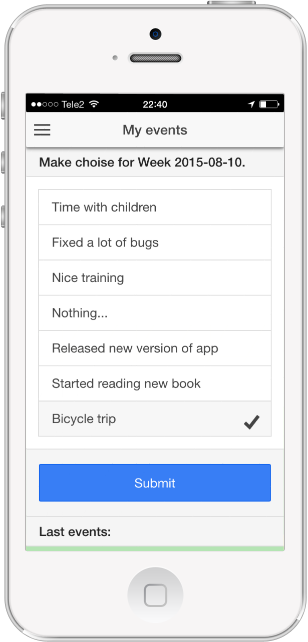 Tele2 22:40
My events
Make choise for Week 2015-08-10.
Time with children
Fixed a lot of bugs
Nice training
Nothing...
Released new version of app
Started reading new book
Bicycle trip
Submit
Last events: